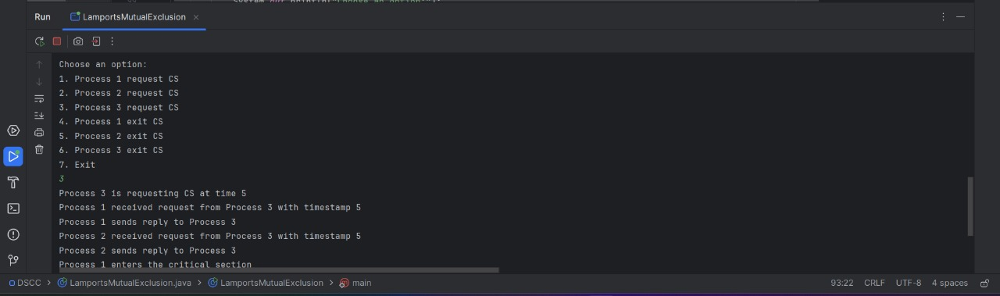 Run LamportsMutualExclusion
Choose an option:
1. Process 1 request CS
2. Process 2 request CS
3. Process 3 request CS
4. Process 1 exit CS
5. Process 2 exit CS
6. Process 3 exit CS
7. Exit
3
Process 3 is requesting CS at time 5
Process 1 received request from Process 3 with timestamp 5
Process 1 sends reply to Process 3
Process 2 received request from Process 3 with timestamp 5
Process 2 sends reply to Process 3
Process 1 enters the critical section
DSCC > LamportsMutualExclusion.java > LamportsMutualExclusion > main 93:22 CRLF UTF-8 4 spaces